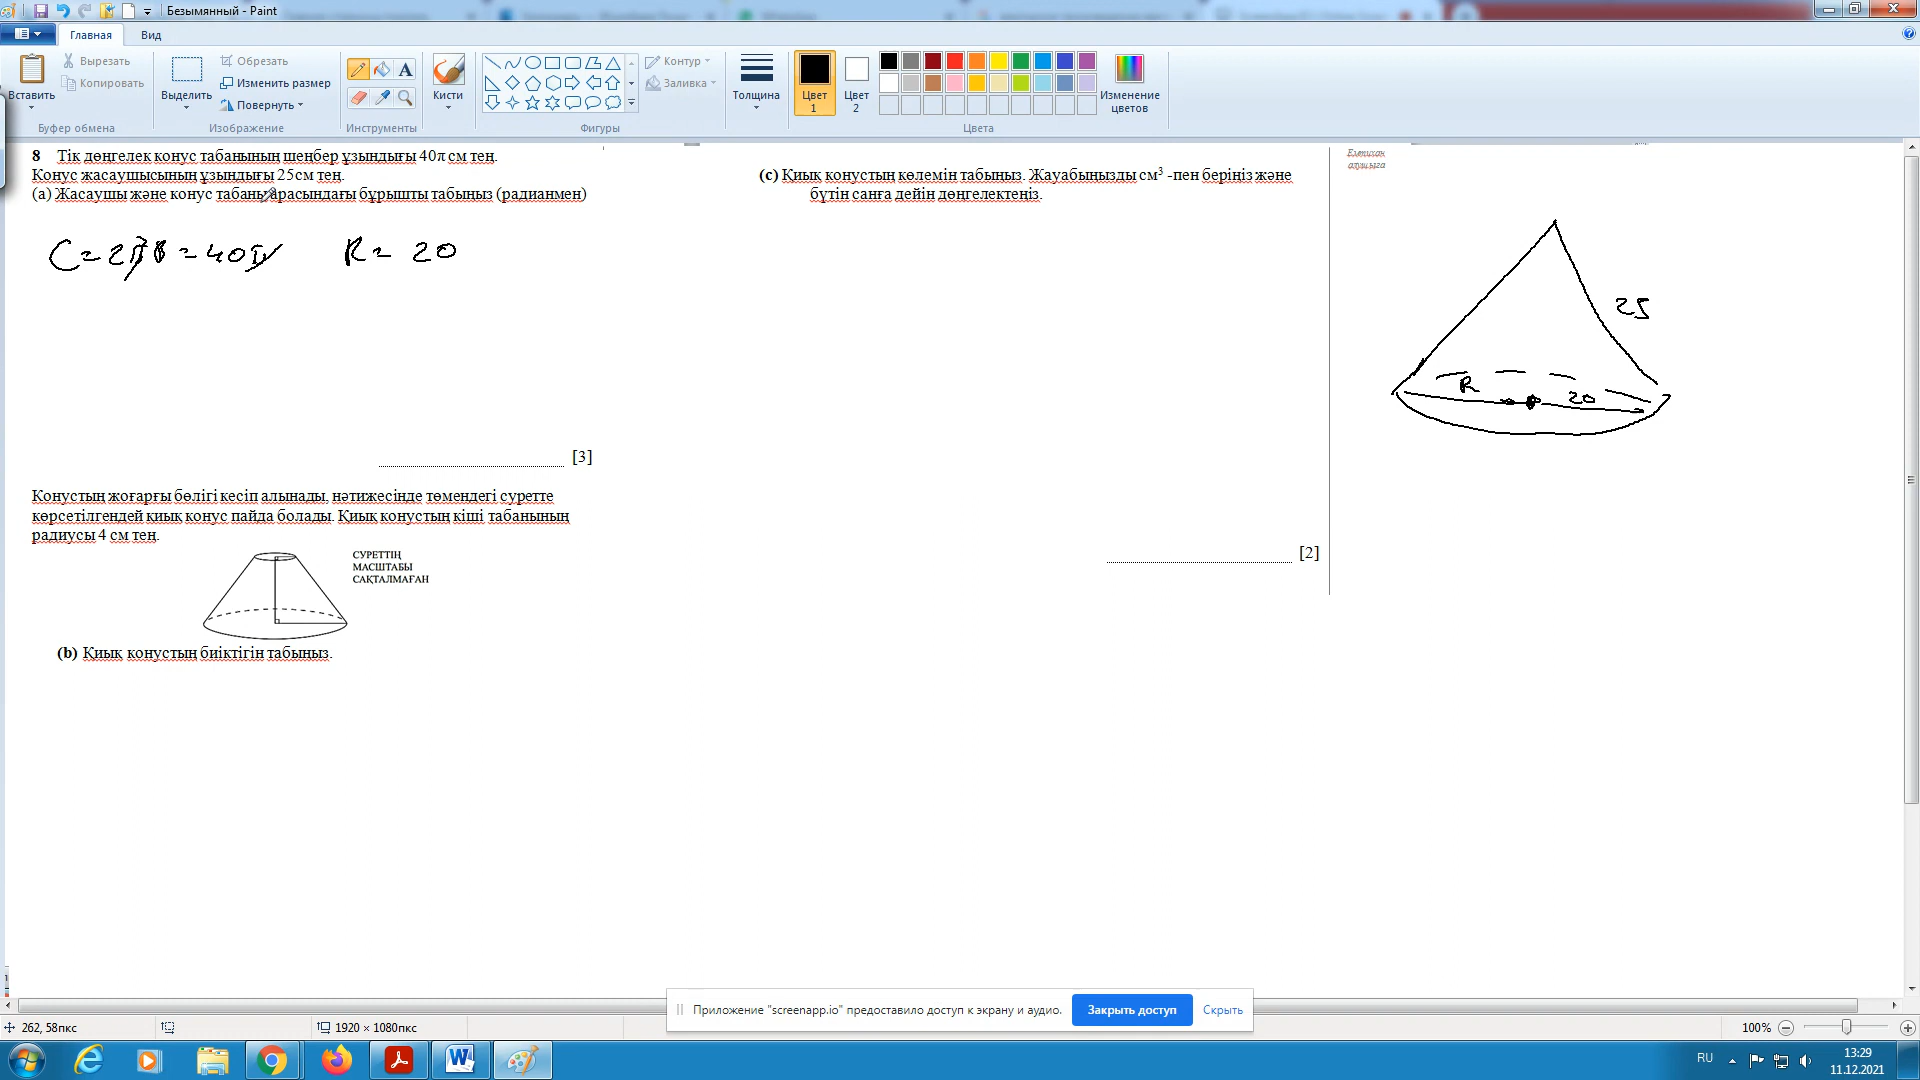 Безымянный - Paint
Главная
Вид
Вставить
Вырезать
Копировать
Буфер обмена
Выделить
Обрезать
Изменить размер
Повернуть
Изображение
Инструменты
Кисти
Контур
Заливка
Фигуры
Толщина
Цвет 1
Цвет 2
Изменение цветов
Цвета
8 Тік дөңгелек конус табанының шеңбер ұзындығы 40π см тең.
Конус жасаушысының ұзындығы 25см тең.
(a) Жасаушы және конус табаны арасындағы бұрышты табыңыз (радианмен)
R = 20
[3]
Конустың жоғарғы бөлігі кесіп алынады, нәтижесінде төмендегі суретте
көрсетілгендей қиық конус пайда болады. Қиық конустың кіші табанының
радиусы 4 см тең.
СУРЕТТІҢ
МАСШТАБЫ
САҚТАЛМАҒАН
(b) Қиық конустың биіктігін табыңыз.
(c) Қиық конустың көлемін табыңыз. Жауабыңызды см³ -пен беріңіз және
бүтін санға дейін дөңгелектеңіз.
[2]
Емтихан
алушыға
25
R
20
Приложение "screenapp.io" предоставило доступ к экрану и аудио.
Закрыть доступ
Скрыть
262, 58пкс
1920 × 1080пкс
100%
RU
13:29
11.12.2021